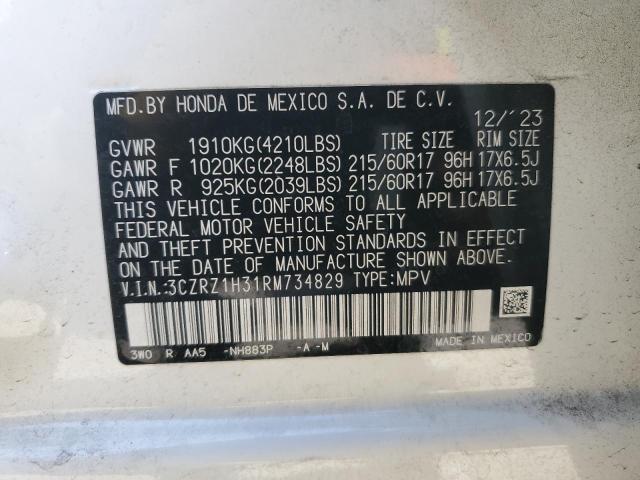 MFD.BY HONDA DE MEXICO S.A. DE C.V.
12/'23
GVWR 1910KG(4210LBS) TIRE SIZE RIM SIZE
GAWR F 1020KG(2248LBS) 215/60R17 96H 17X6.5J
GAWR R 925KG(2039LBS) 215/60R17 96H 17X6.5J
THIS VEHICLE CONFORMS TO ALL APPLICABLE
FEDERAL MOTOR VEHICLE SAFETY
AND THEFT PREVENTION STANDARDS IN EFFECT
ON THE DATE OF MANUFACTURE SHOWN ABOVE.
V.I.N.:3CZRZ1H31RM734829 TYPE:MPV
3W0 R AA5 -NH883P -A -M
MADE IN MEXICO